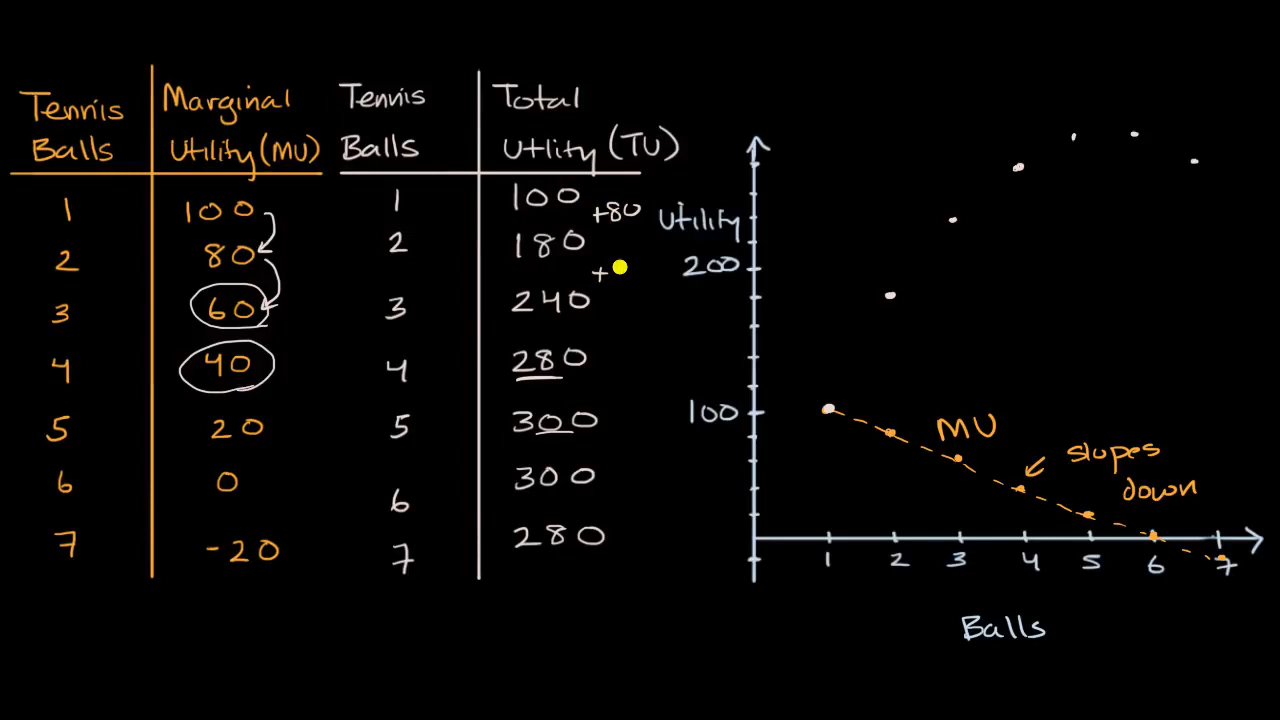 Tennis Balls | Marginal Utility (MU)
1 | 100
2 | 80
3 | 60
4 | 40
5 | 20
6 | 0
7 | -20
Tennis Balls | Total Utlity (TU)
1 | 100
+80
2 | 180
+
3 | 240
4 | 280
5 | 300
6 | 300
7 | 280
Utility
200
100
MU
slopes
down
1 2 3 4 5 6 7
Balls